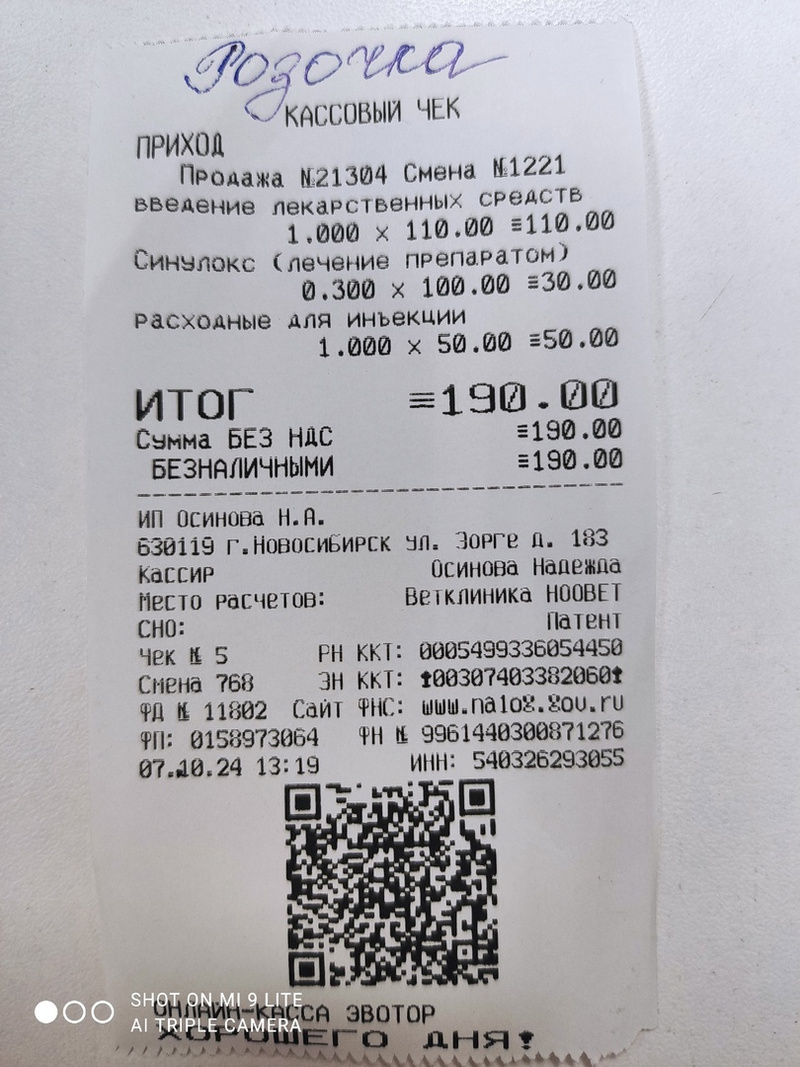 Розочка
КАССОВЫЙ ЧЕК
ПРИХОД
Продажа №21304 Смена №1221
введение лекарственных средств
1.000 x 110.00 ≡110.00
Синулокс (лечение препаратом)
0.300 x 100.00 ≡30.00
расходные для инъекции
1.000 x 50.00 ≡50.00
ИТОГ ≡190.00
Сумма БЕЗ НДС ≡190.00
БЕЗНАЛИЧНЫМИ ≡190.00
ИП Осинова Н.А.
630119 г.Новосибирск ул. Зорге д. 183
Кассир Осинова Надежда
Место расчетов: Ветклиника НООВЕТ
СНО: Патент
Чек № 5 РН ККТ: 0005499336054450
Смена 768 ЗН ККТ: 00307403382060
ФД № 11802 Сайт ФНС: www.nalog.gov.ru
ФП: 0158973064 ФН № 9961440300871276
07.10.24 13:19 ИНН: 540326293055
ОНЛАЙН-КАССА ЭВОТОР
ХОРОШЕГО ДНЯ!
SHOT ON MI 9 LITE
AI TRIPLE CAMERA